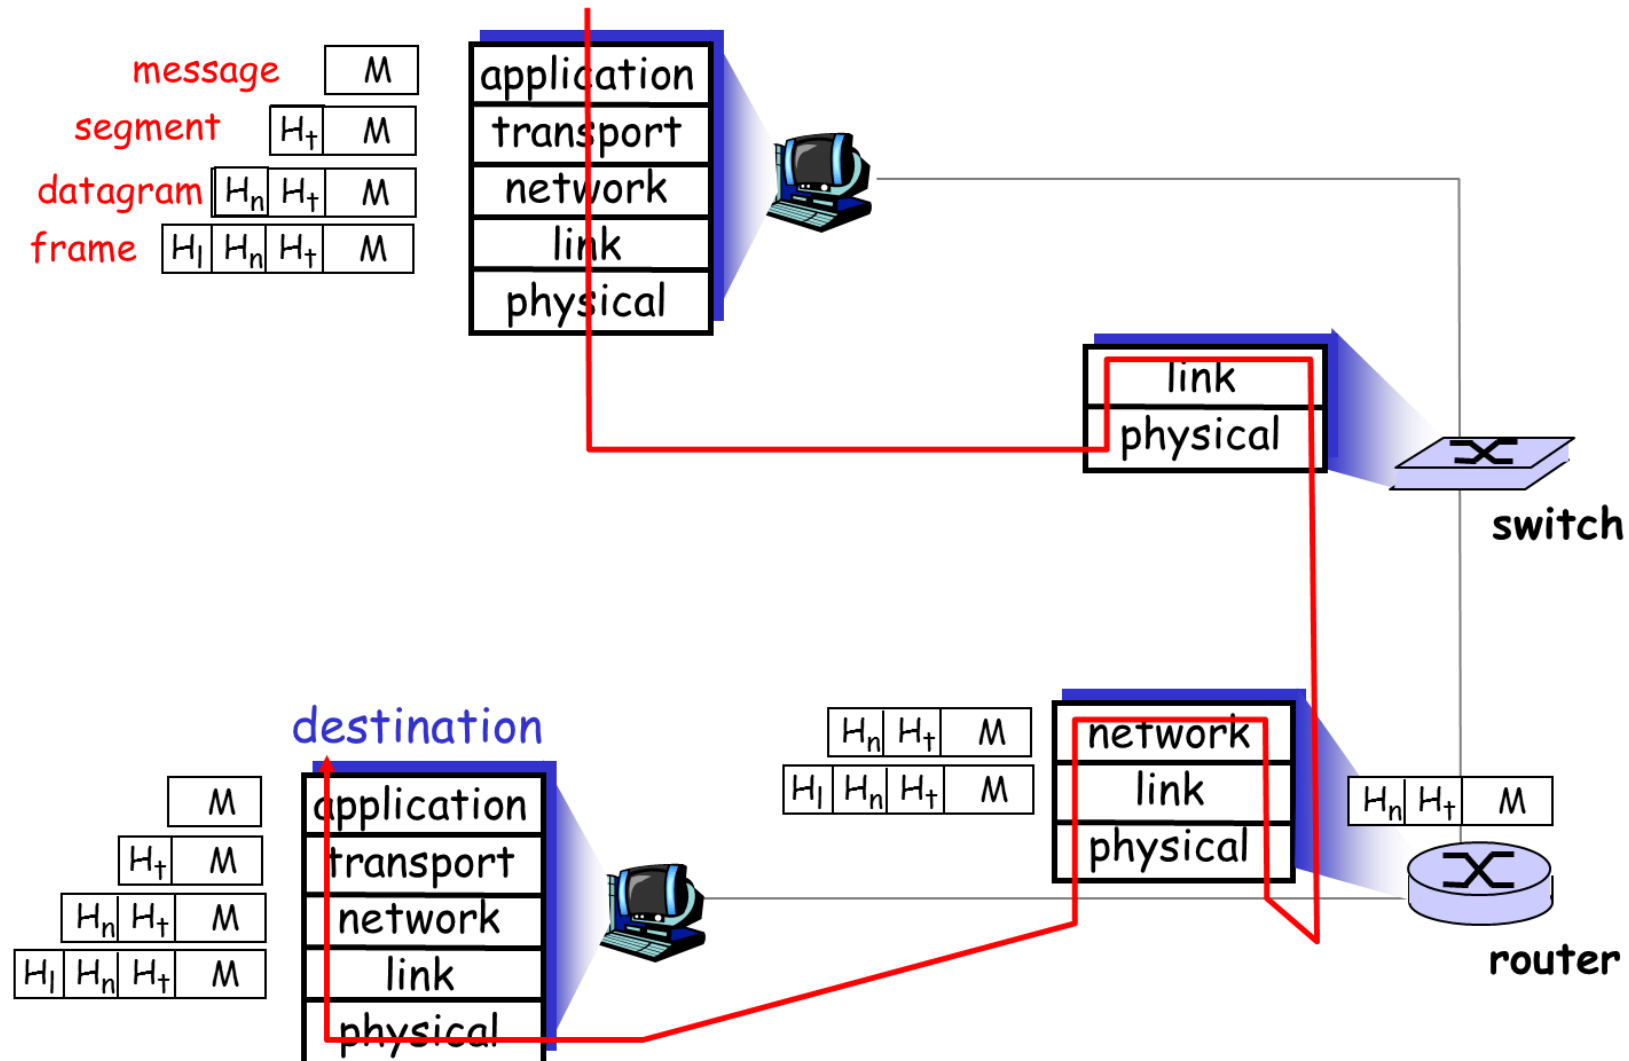 message M
segment Ht M
datagram Hn Ht M
frame Hl Hn Ht M
application
transport
network
link
physical
link
physical
switch
destination
M
Ht M
Hn Ht M
Hl Hn Ht M
application
transport
network
link
physical
Hn Ht M
Hl Hn Ht M
network
link
physical
Hn Ht M
router